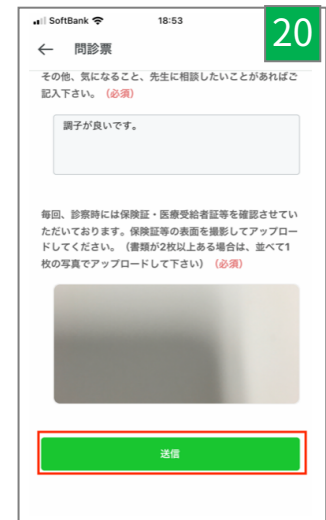 SoftBank
18:53
20
← 問診票
その他、気になること、先生に相談したいことがあればご
記入下さい。（必須）
調子が良いです。
毎回、診察時には保険証・医療受給者証等を確認させてい
ただいております。保険証等の表面を撮影してアップロー
ドしてください。（書類が2枚以上ある場合は、並べて1
枚の写真でアップロードして下さい）（必須）
送信